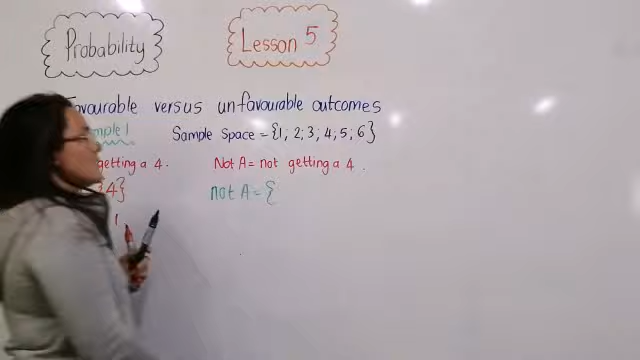 Probability
Lesson 5
Favourable versus unfavourable outcomes
Sample Space = {1; 2; 3; 4; 5; 6}
getting a 4.
Not A = not getting a 4.
4}
not A = {
1